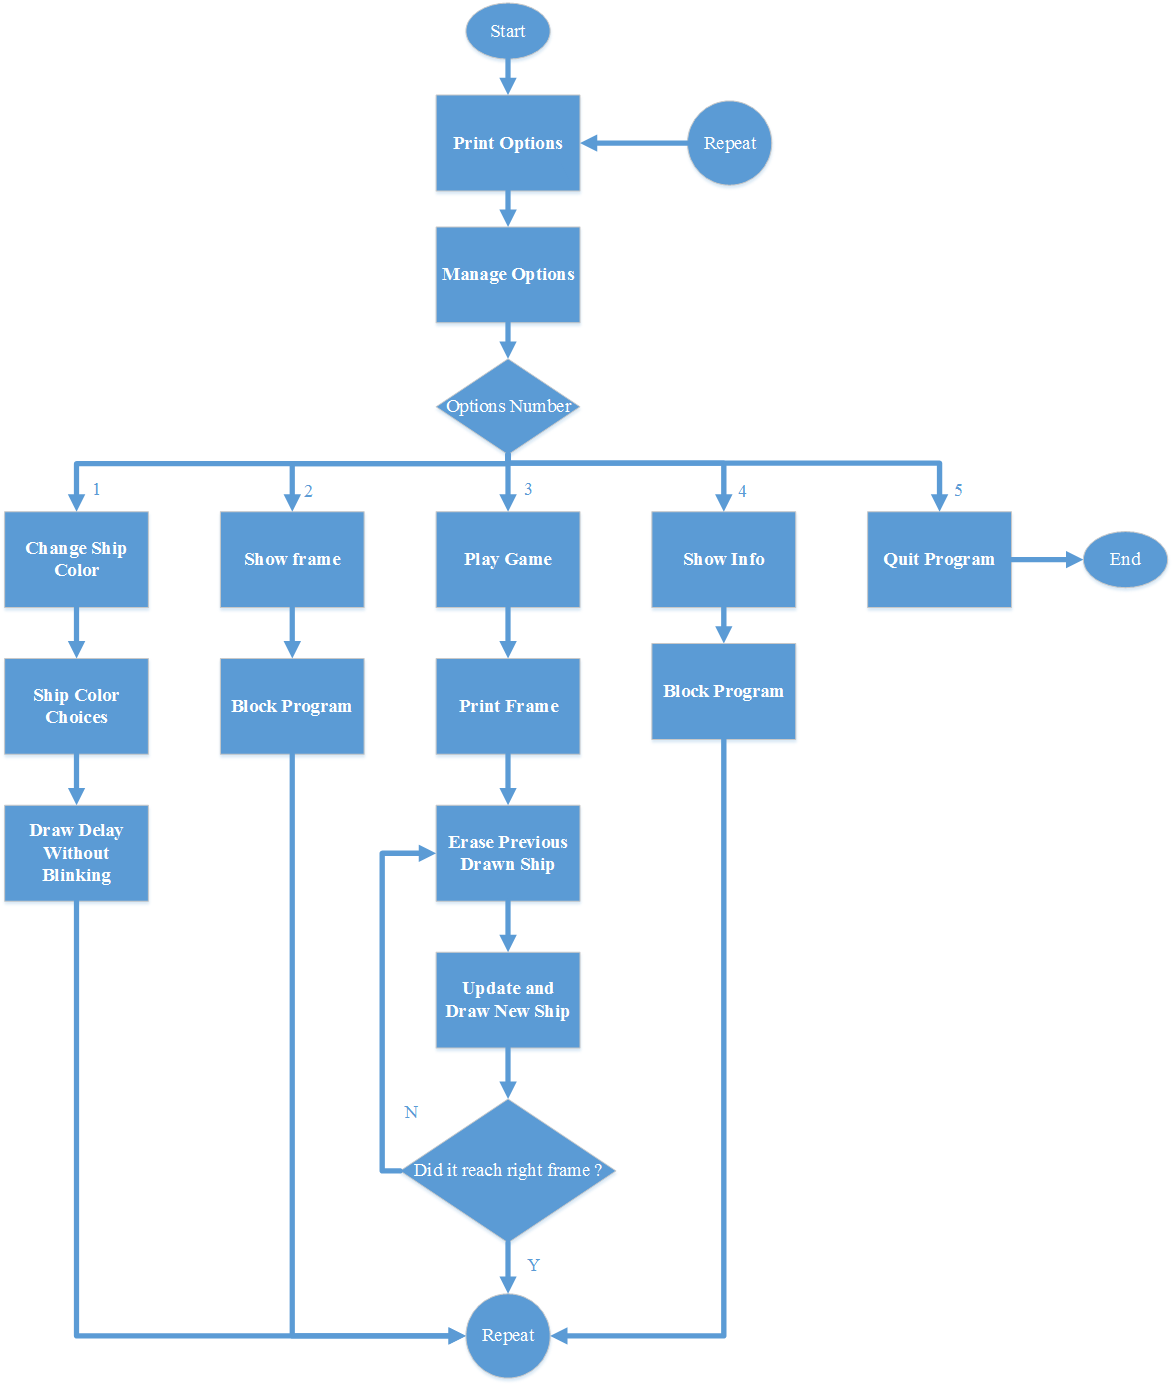 Start
Print Options
Repeat
Manage Options
Options Number
1
2
3
4
5
Change Ship
Color
Show frame
Play Game
Show Info
Quit Program
End
Ship Color
Choices
Block Program
Print Frame
Block Program
Draw Delay
Without
Blinking
Erase Previous
Drawn Ship
Update and
Draw New Ship
N
Did it reach right frame ?
Y
Repeat